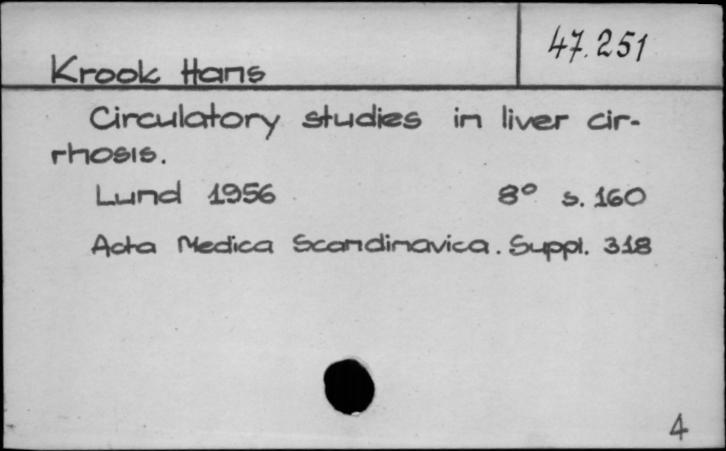 47.251
Krook Hans
Circulatory studies in liver cir-
rhosis.
Lund 1956 8° s. 160
Acta Medica Scandinavica. Suppl. 318
4